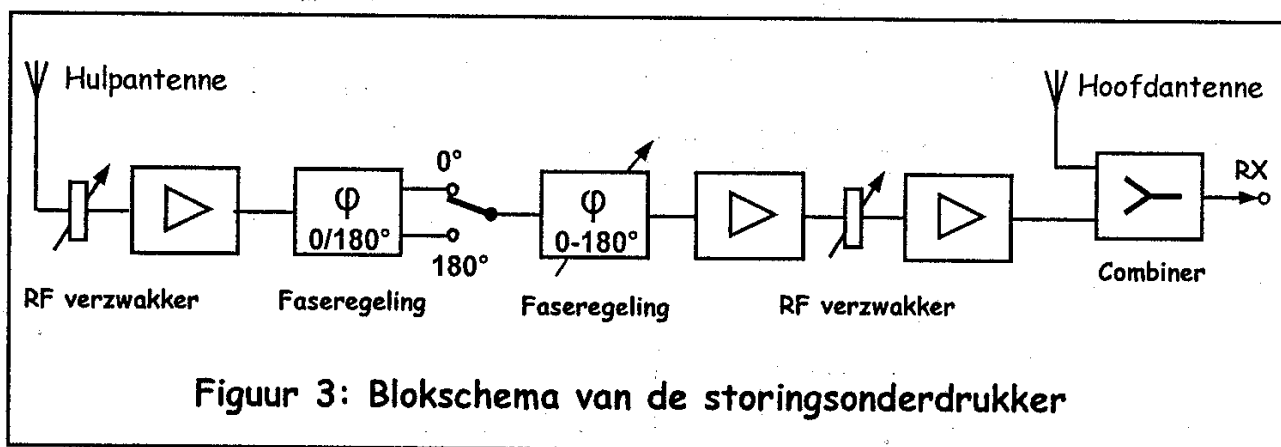 Hulpantenne
Hoofdantenne
0°
RX
φ
0/180°
φ
0-180°
180°
Combiner
RF verzwakker
Faseregeling
Faseregeling
RF verzwakker
Figuur 3: Blokschema van de storingsonderdrukker